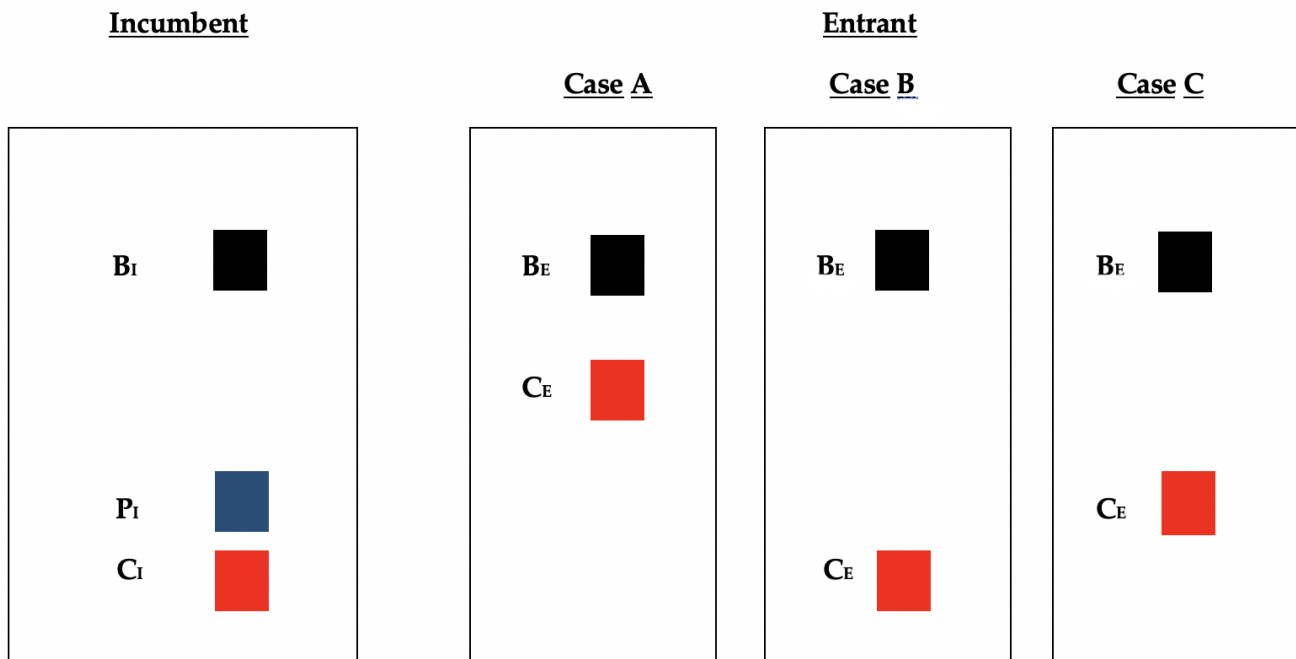 Incumbent Entrant
Case A Case B Case C
BI BE BE BE
CE
PI CE
CI CE